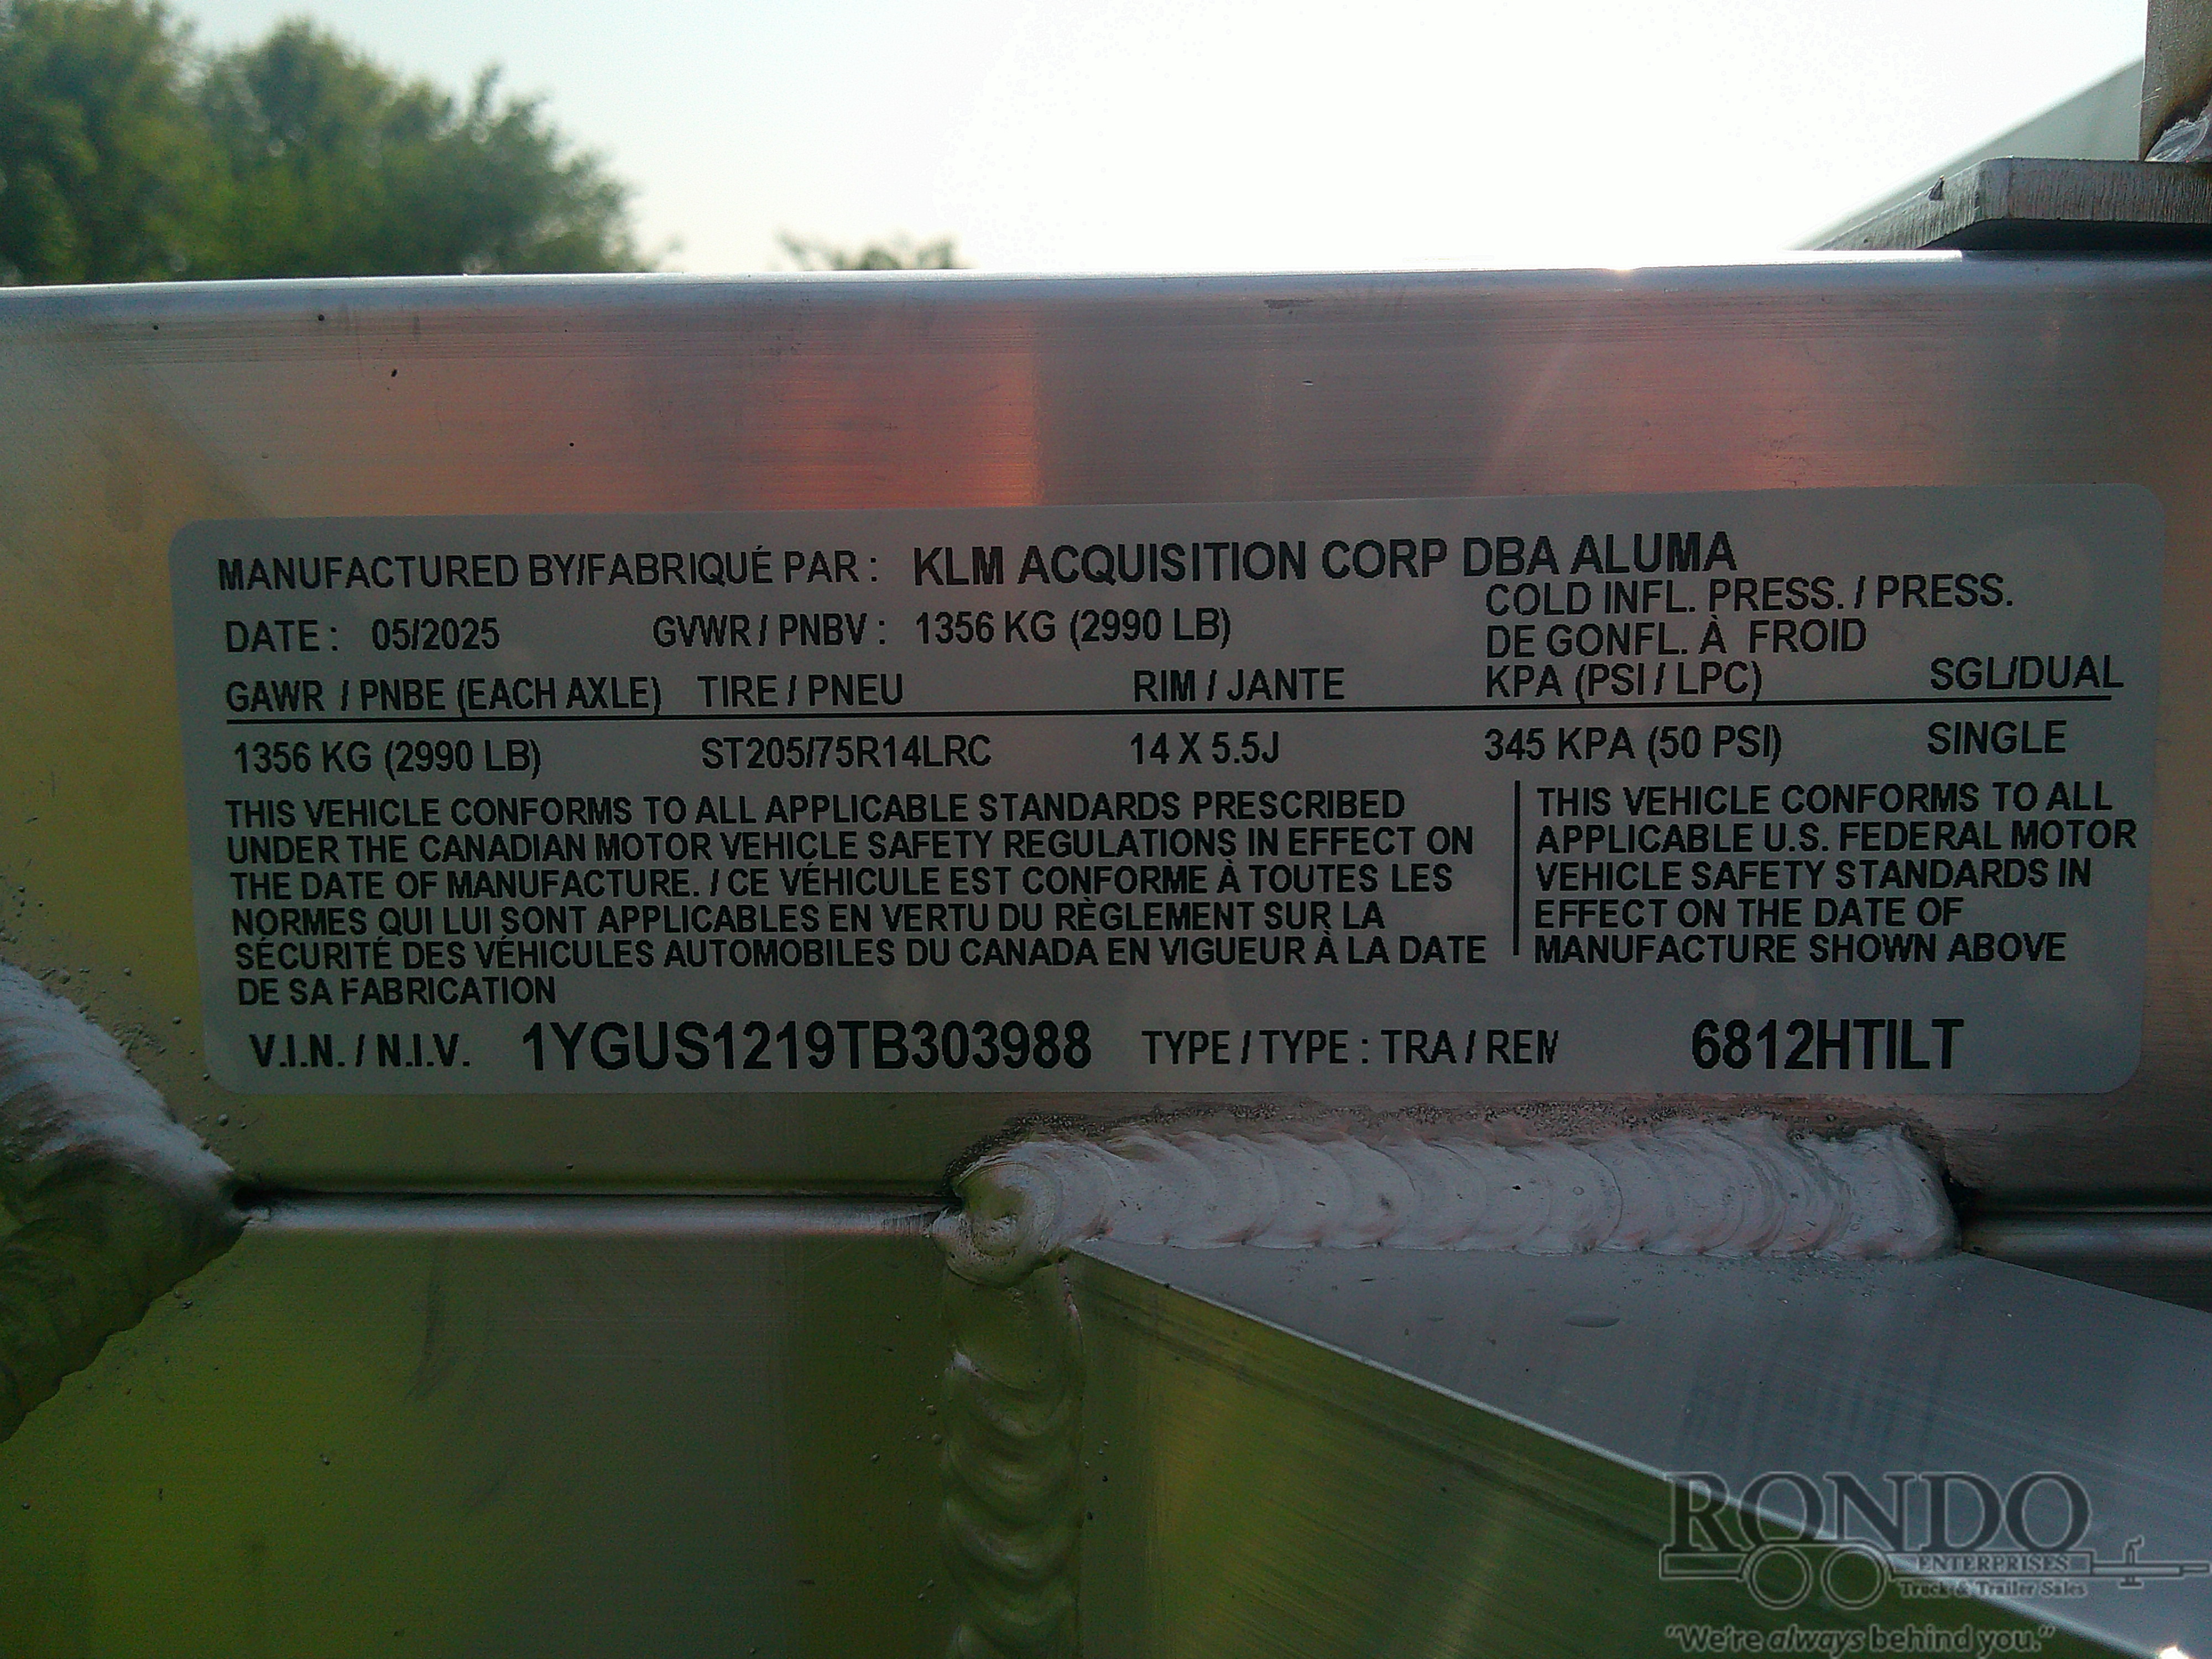 MANUFACTURED BY/FABRIQUÉ PAR : KLM ACQUISITION CORP DBA ALUMA
DATE : 05/2025 GVWR / PNBV : 1356 KG (2990 LB)
COLD INFL. PRESS. / PRESS.
DE GONFL. À FROID
GAWR / PNBE (EACH AXLE) TIRE / PNEU RIM / JANTE KPA (PSI / LPC) SGL/DUAL
1356 KG (2990 LB) ST205/75R14LRC 14 X 5.5J 345 KPA (50 PSI) SINGLE
THIS VEHICLE CONFORMS TO ALL APPLICABLE STANDARDS PRESCRIBED
UNDER THE CANADIAN MOTOR VEHICLE SAFETY REGULATIONS IN EFFECT ON
THE DATE OF MANUFACTURE. / CE VÉHICULE EST CONFORME À TOUTES LES
NORMES QUI LUI SONT APPLICABLES EN VERTU DU RÈGLEMENT SUR LA
SÉCURITÉ DES VÉHICULES AUTOMOBILES DU CANADA EN VIGUEUR À LA DATE
DE SA FABRICATION
THIS VEHICLE CONFORMS TO ALL
APPLICABLE U.S. FEDERAL MOTOR
VEHICLE SAFETY STANDARDS IN
EFFECT ON THE DATE OF
MANUFACTURE SHOWN ABOVE
V.I.N. / N.I.V. 1YGUS1219TB303988 TYPE / TYPE : TRA / REM 6812HTILT
RONDO
ENTERPRISES
Truck & Trailer Sales
"We're always behind you."